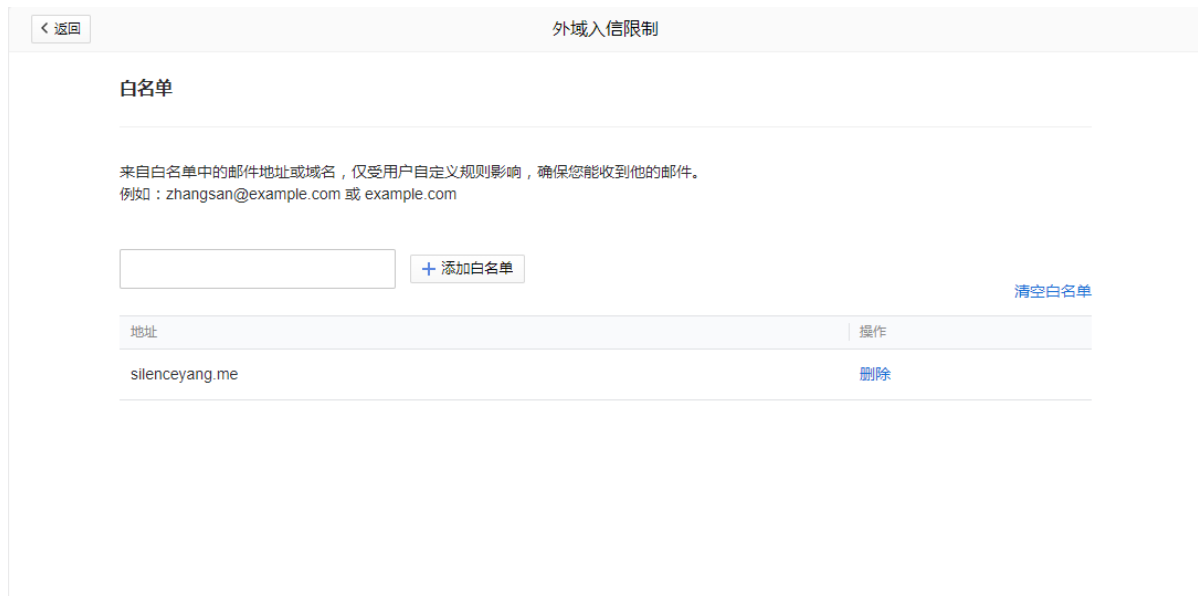 返回
外域入信限制
白名单
来自白名单中的邮件地址或域名，仅受用户自定义规则影响，确保您能收到他的邮件。
例如：zhangsan@example.com 或 example.com
添加白名单
清空白名单
地址 操作
silenceyang.me 删除